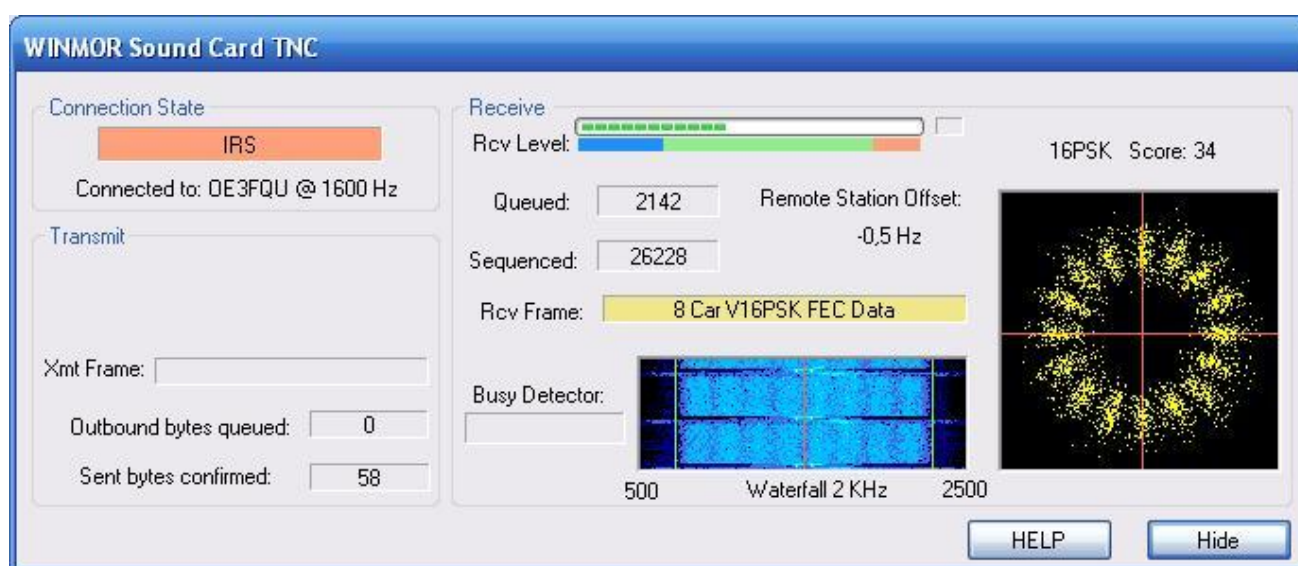 WINMOR Sound Card TNC
Connection State
IRS
Connected to: OE3FQU @ 1600 Hz
Transmit
Xmt Frame:
Outbound bytes queued: 0
Sent bytes confirmed: 58
Receive
Rcv Level:
Queued: 2142
Remote Station Offset:
-0,5 Hz
Sequenced: 26228
Rcv Frame: 8 Car V16PSK FEC Data
Busy Detector:
500 Waterfall 2 KHz 2500
16PSK Score: 34
HELP Hide